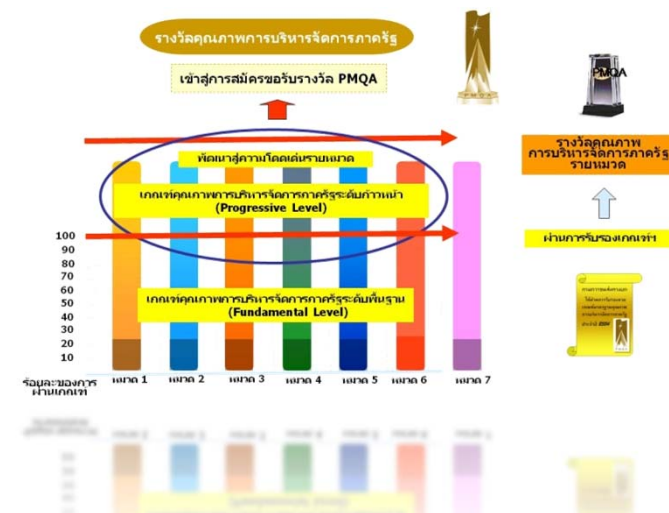 รางวัลคุณภาพการบริหารจัดการภาครัฐ
เข้าสู่การสมัครขอรับรางวัล PMQA
พัฒนาสู่ความโดดเด่นรายหมวด
เกณฑ์คุณภาพการบริหารจัดการภาครัฐระดับก้าวหน้า
(Progressive Level)
100
90
80
70
60
50
40
30
20
10
เกณฑ์คุณภาพการบริหารจัดการภาครัฐระดับพื้นฐาน
(Fundamental Level)
ร้อยละของการ
ผ่านเกณฑ์
หมวด 1
หมวด 2
หมวด 3
หมวด 4
หมวด 5
หมวด 6
หมวด 7
PMQA
รางวัลคุณภาพ
การบริหารจัดการภาครัฐ
รายหมวด
ผ่านการรับรองเกณฑ์ฯ